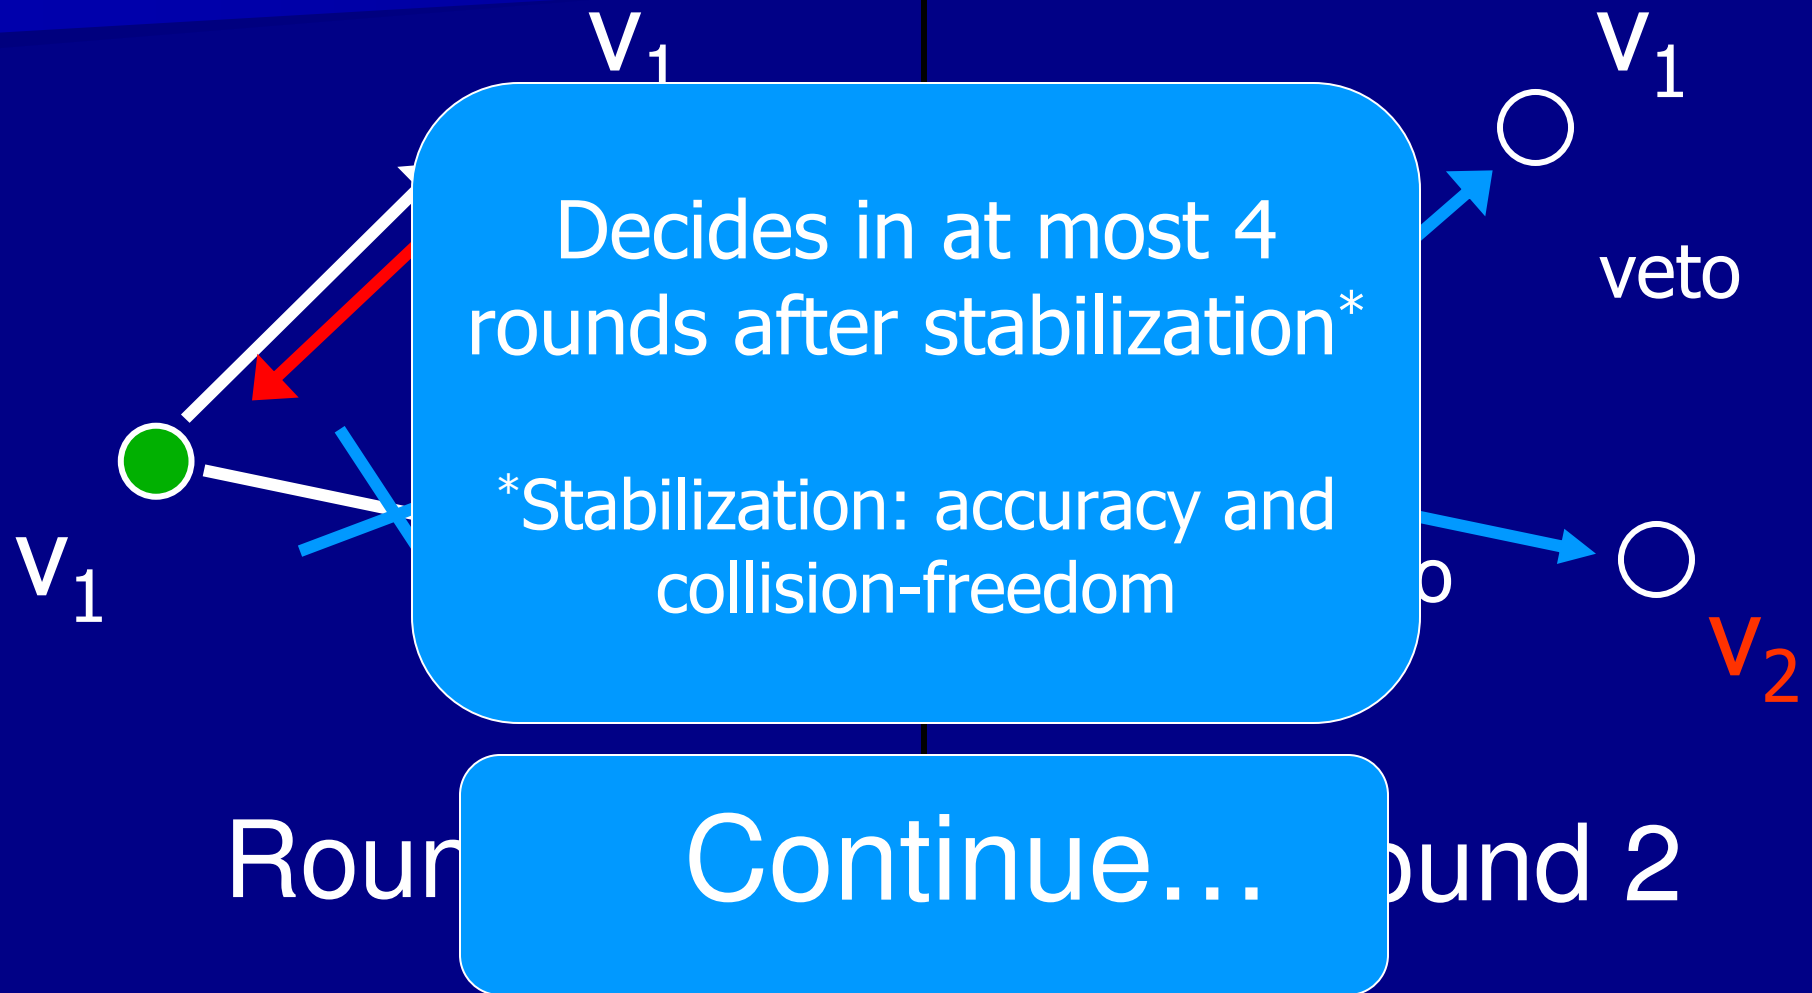 v1
v1
Decides in at most 4
rounds after stabilization*
veto
*Stabilization: accuracy and
collision-freedom
v1
o
v2
Roun
Continue…
ound 2